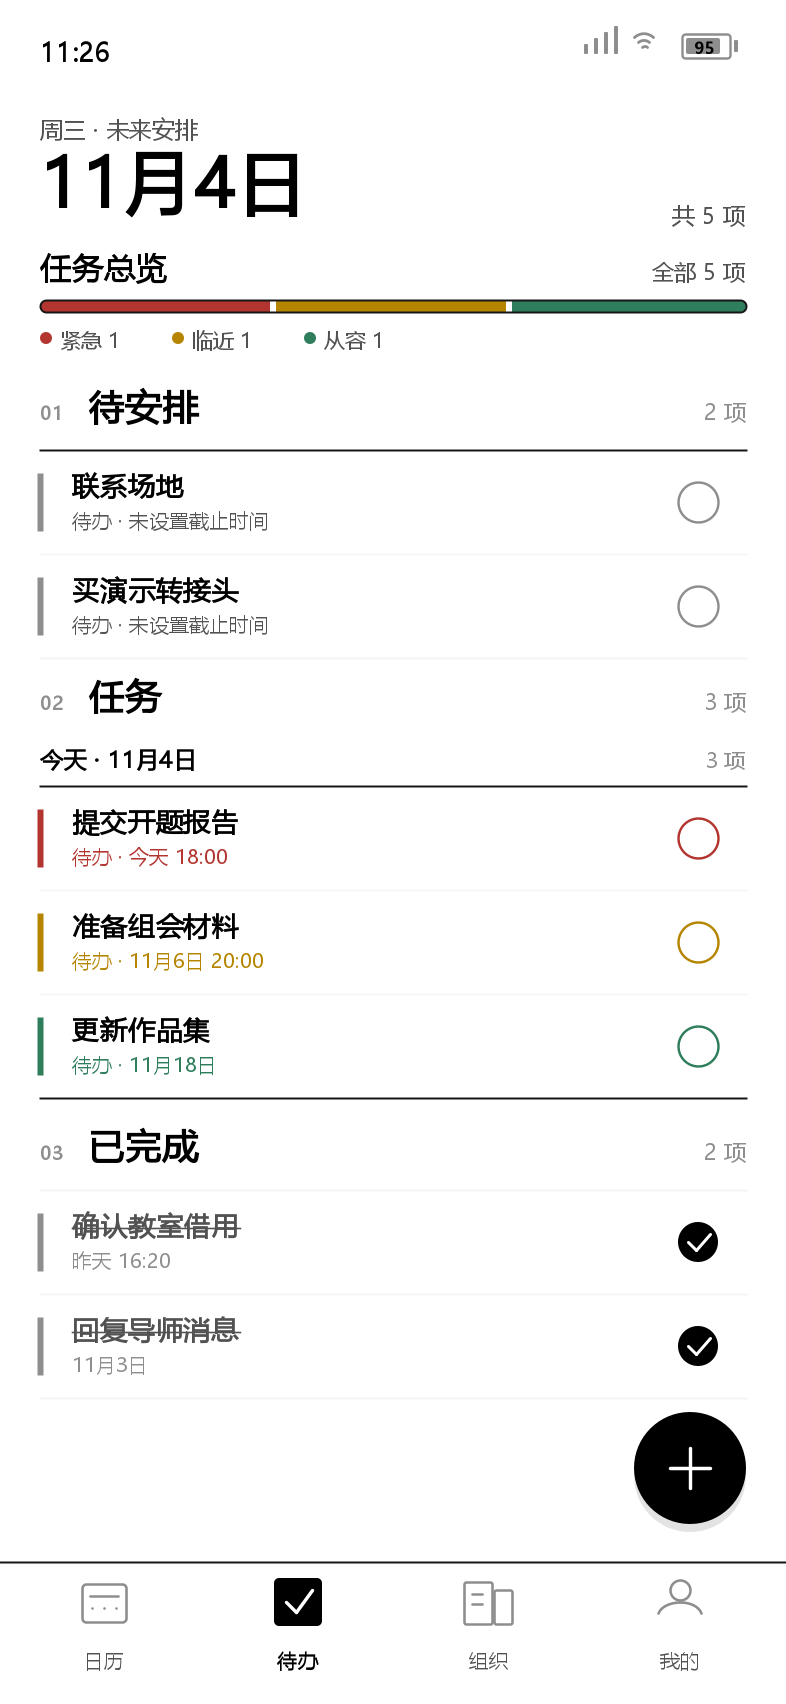 11:26
95
周三 · 未来安排
11月4日
共 5 项
任务总览
全部 5 项
紧急 1
临近 1
从容 1
01 待安排
2 项
联系场地
待办 · 未设置截止时间
买演示转接头
待办 · 未设置截止时间
02 任务
3 项
今天 · 11月4日
3 项
提交开题报告
待办 · 今天 18:00
准备组会材料
待办 · 11月6日 20:00
更新作品集
待办 · 11月18日
03 已完成
2 项
确认教室借用
昨天 16:20
回复导师消息
11月3日
日历
待办
组织
我的